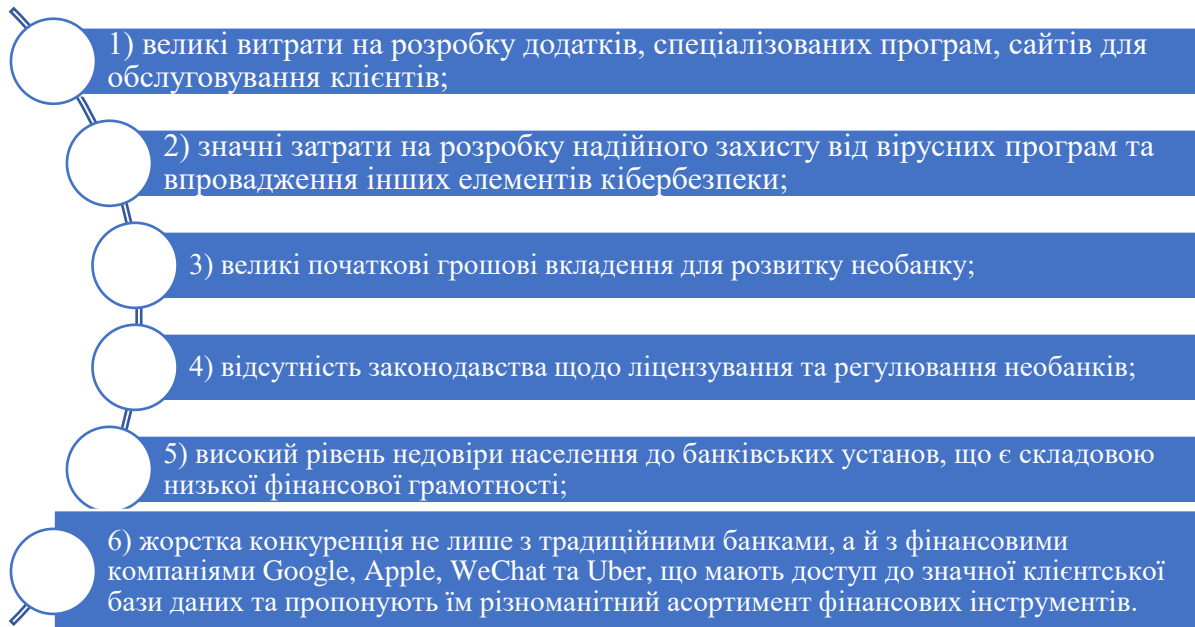 1) великі витрати на розробку додатків, спеціалізованих програм, сайтів для
обслуговування клієнтів;
2) значні затрати на розробку надійного захисту від вірусних програм та
впровадження інших елементів кібербезпеки;
3) великі початкові грошові вкладення для розвитку необанку;
4) відсутність законодавства щодо ліцензування та регулювання необанків;
5) високий рівень недовіри населення до банківських установ, що є складовою
низької фінансової грамотності;
6) жорстка конкуренція не лише з традиційними банками, а й з фінансовими
компаніями Google, Apple, WeChat та Uber, що мають доступ до значної клієнтської
бази даних та пропонують їм різноманітний асортимент фінансових інструментів.